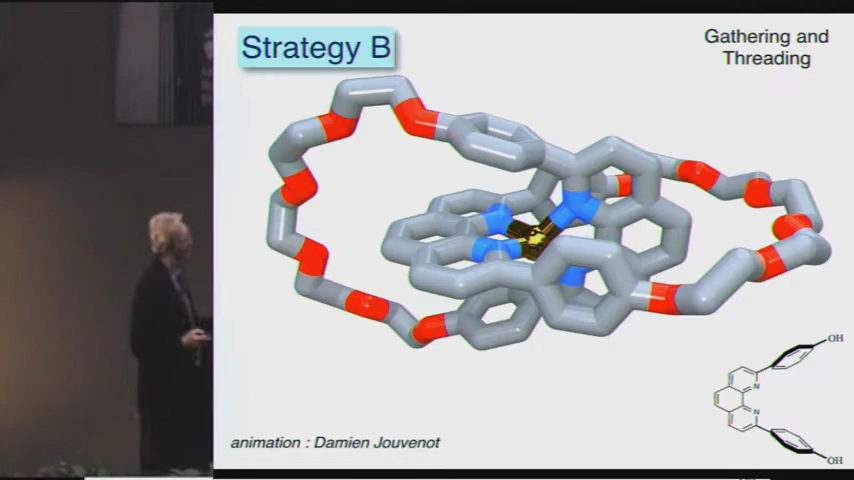 Strategy B
Gathering and
Threading
OH
N
N
OH
animation : Damien Jouvenot